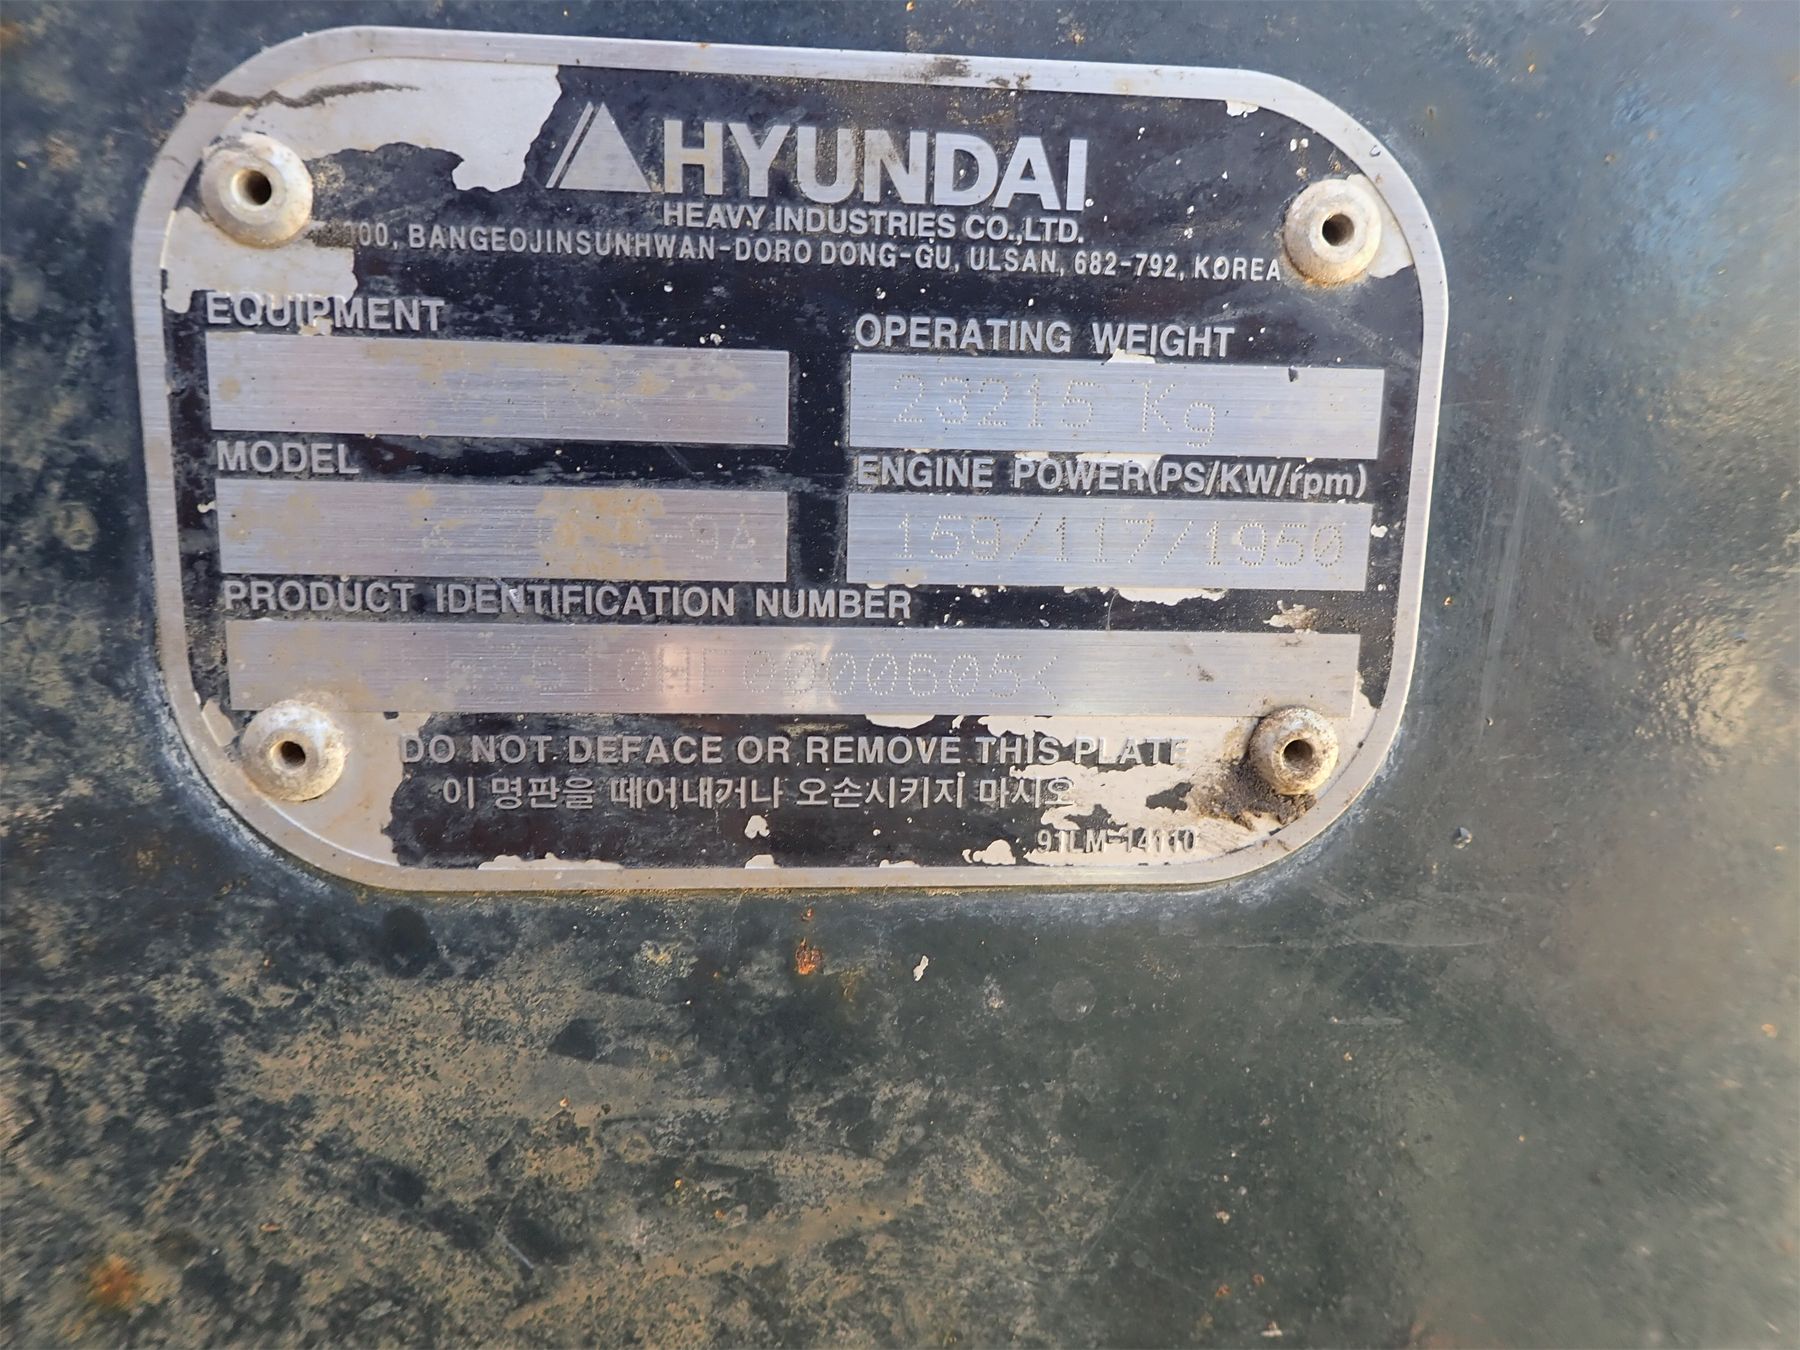 HYUNDAI
HEAVY INDUSTRIES CO.,LTD.
BANGEOJINSUNHWAN-DORO DONG-GU, ULSAN, 682-792, KOREA
EQUIPMENT
OPERATING WEIGHT
23215 Kg
MODEL
ENGINE POWER(PS/KW/rpm)
159/117/1950
PRODUCT IDENTIFICATION NUMBER
DO NOT DEFACE OR REMOVE THIS PLATE
이 명판을 떼어내거나 오손시키지 마시오
91LM-14110